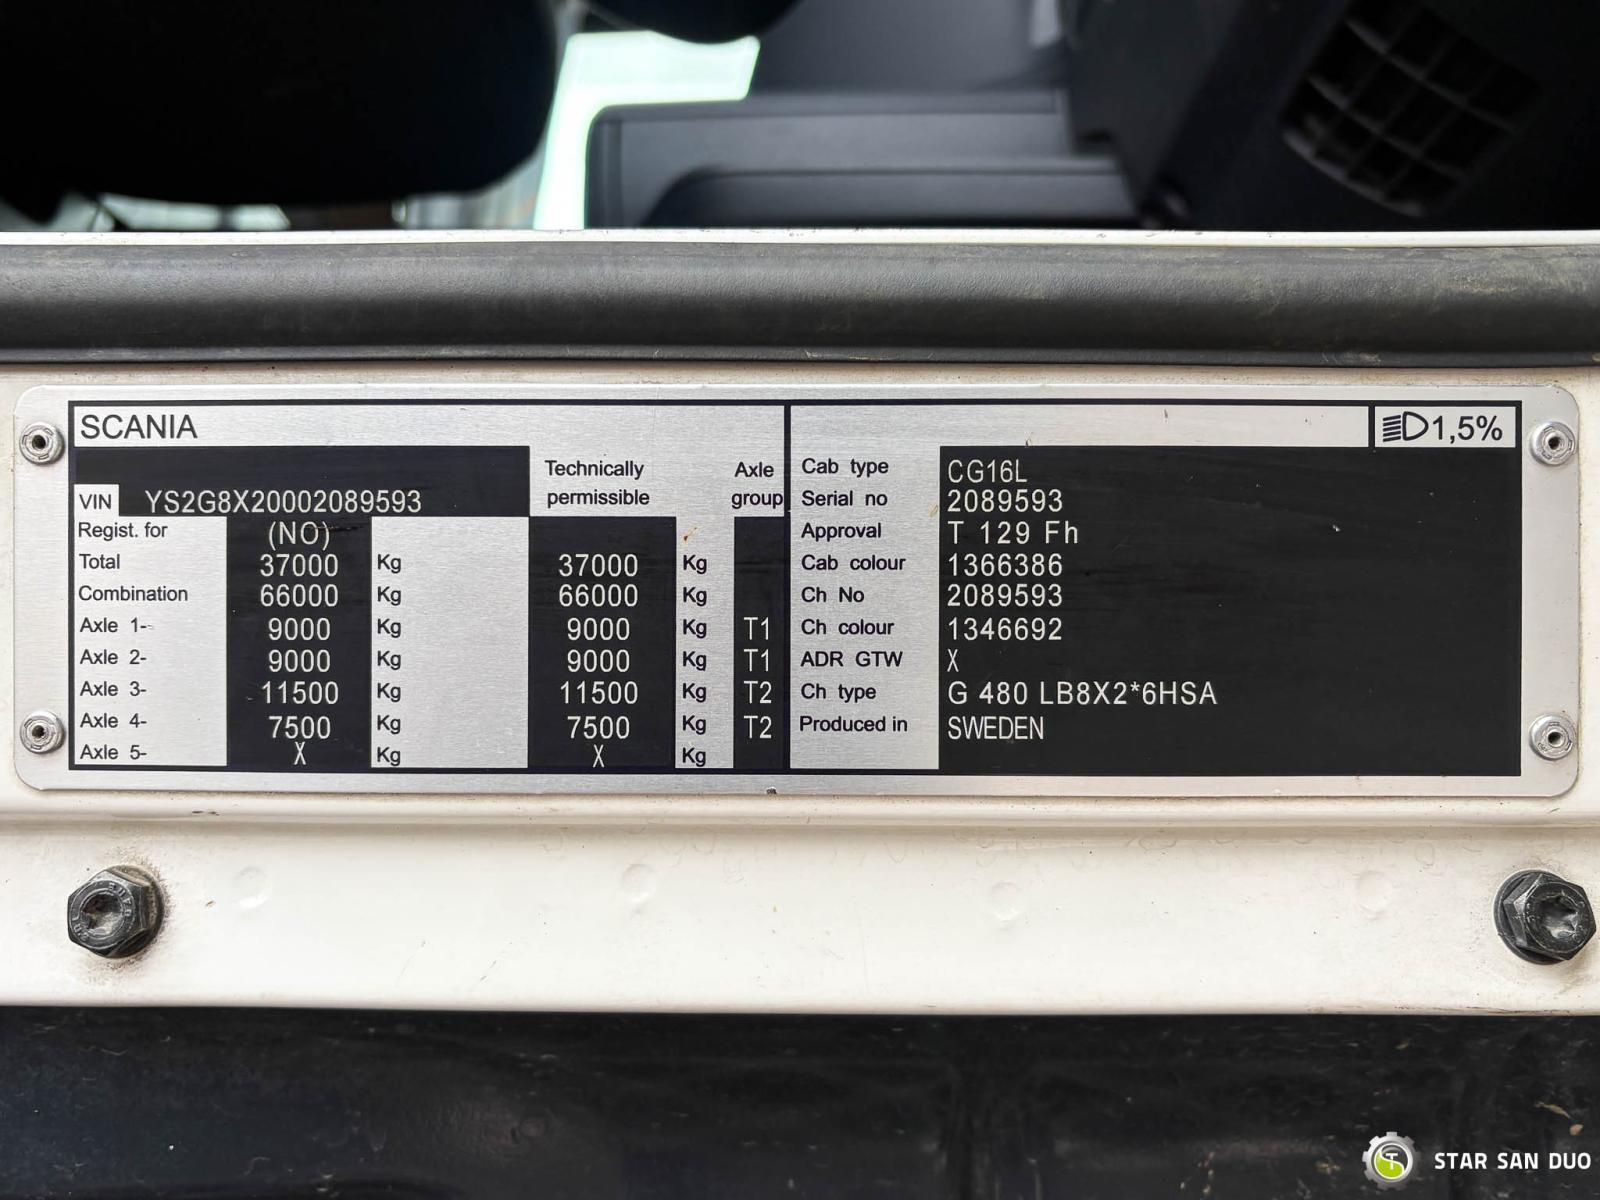 SCANIA
1,5%
VIN YS2G8X20002089593
Technically permissible
Axle group
Regist. for (NO)
Total 37000 Kg 37000 Kg
Combination 66000 Kg 66000 Kg
Axle 1- 9000 Kg 9000 Kg T1
Axle 2- 9000 Kg 9000 Kg T1
Axle 3- 11500 Kg 11500 Kg T2
Axle 4- 7500 Kg 7500 Kg T2
Axle 5- X Kg X Kg
Cab type CG16L
Serial no 2089593
Approval T 129 Fh
Cab colour 1366386
Ch No 2089593
Ch colour 1346692
ADR GTW X
Ch type G 480 LB8X2*6HSA
Produced in SWEDEN
STAR SAN DUO